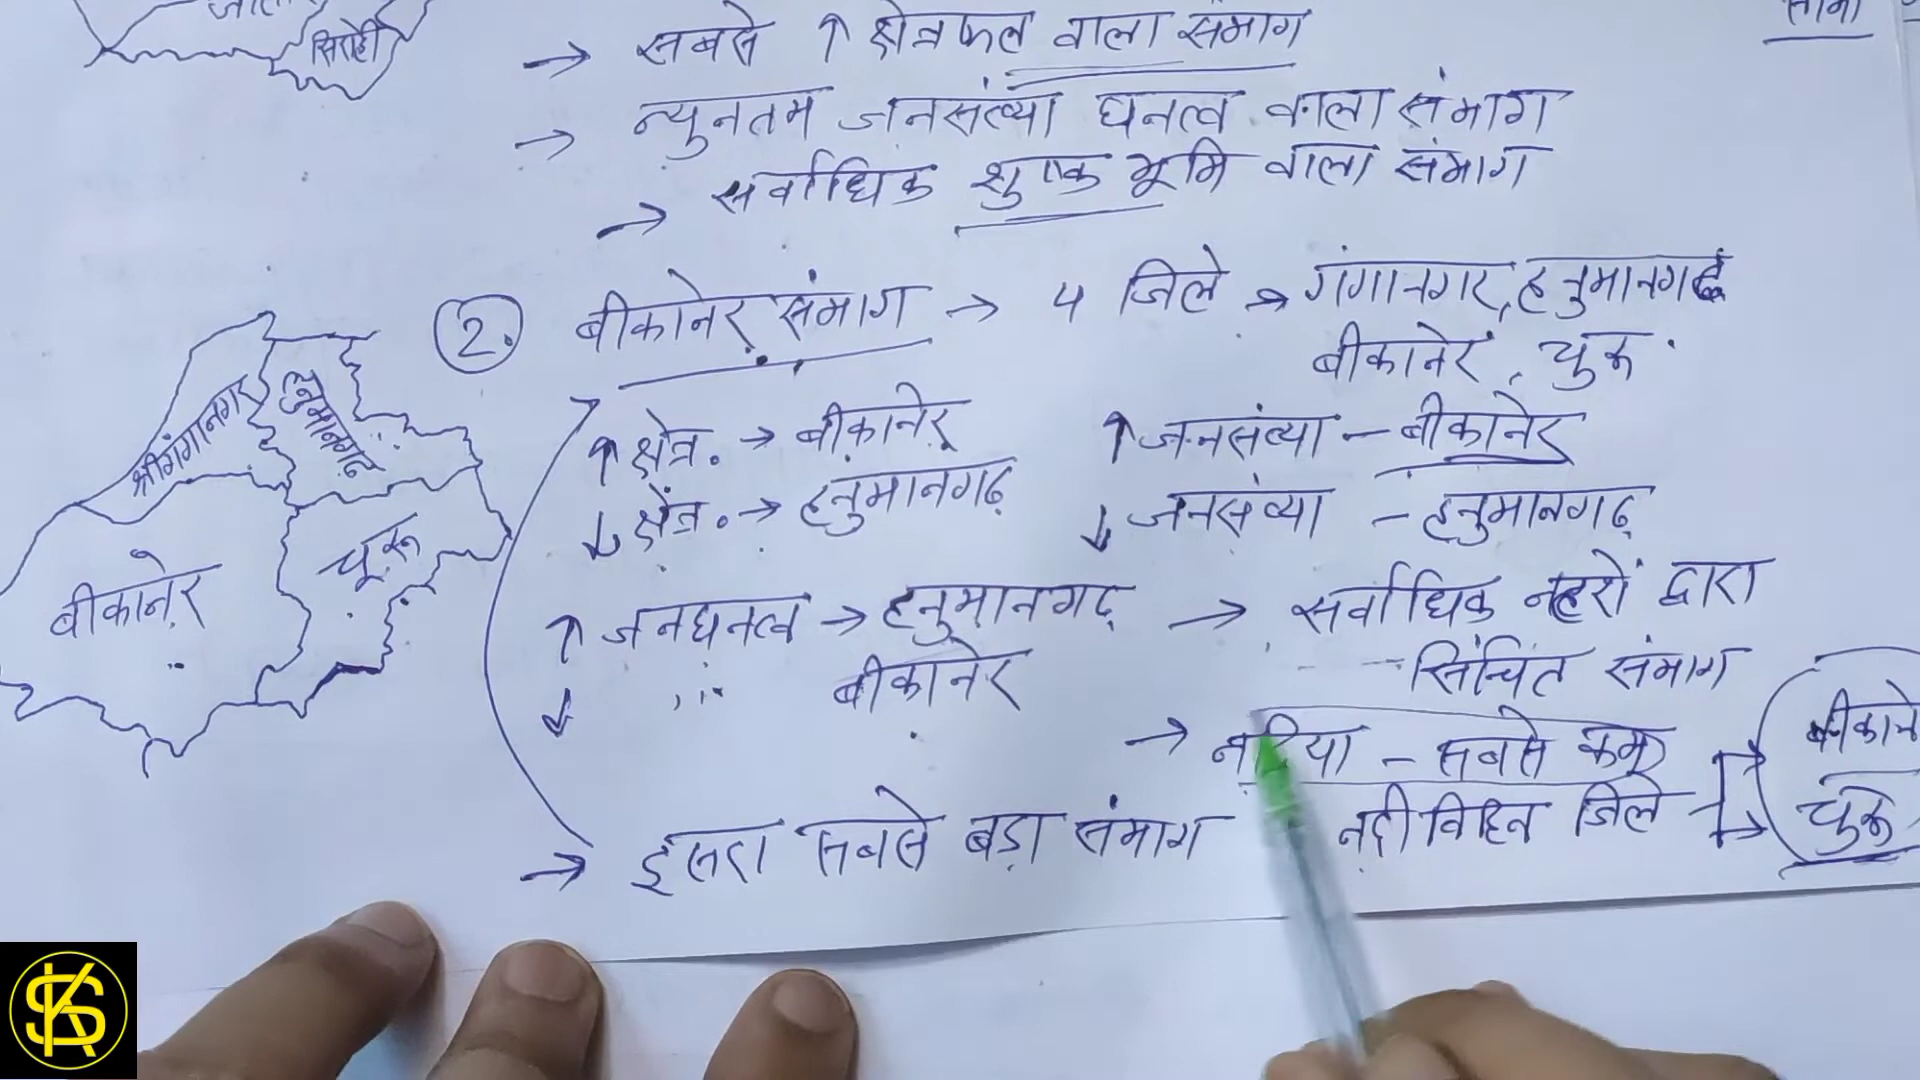 सिरोही
→ सबसे ↑ क्षेत्रफल वाला संभाग
→ न्युनतम जनसंख्या घनत्व वाला संभाग
→ सर्वाधिक शुष्क भूमि वाला संभाग
2. बीकानेर संभाग → 4 जिले → गंगानगर, हनुमानगढ़
बीकानेर, चुरू
↑ क्षेत्र. → बीकानेर
↑ जनसंख्या – बीकानेर
↓ क्षेत्र. → हनुमानगढ़
↓ जनसंख्या – हनुमानगढ़
↑ जनघनत्व → हनुमानगढ़
↓ ,, बीकानेर
→ सर्वाधिक नहरों द्वारा
सिंचित संभाग
→ नदिया – सबसे कम
नदी विहिन जिले
चुरू
→ दुसरा सबसे बड़ा संभाग
श्रीगंगानगर
हनुमानगढ़
बीकानेर
चूरू